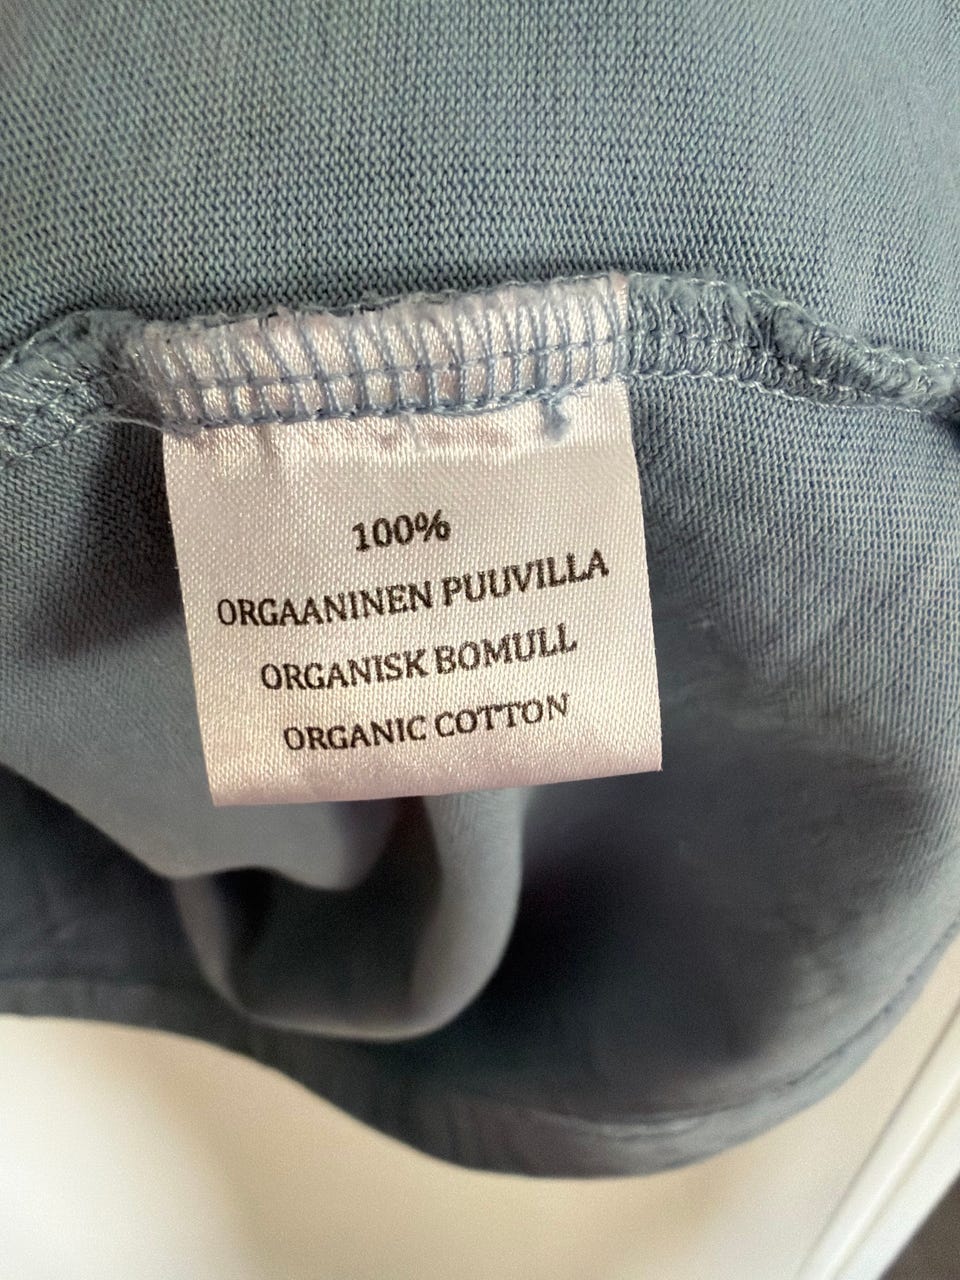 100%
ORGAANINEN PUUVILLA
ORGANISK BOMULL
ORGANIC COTTON